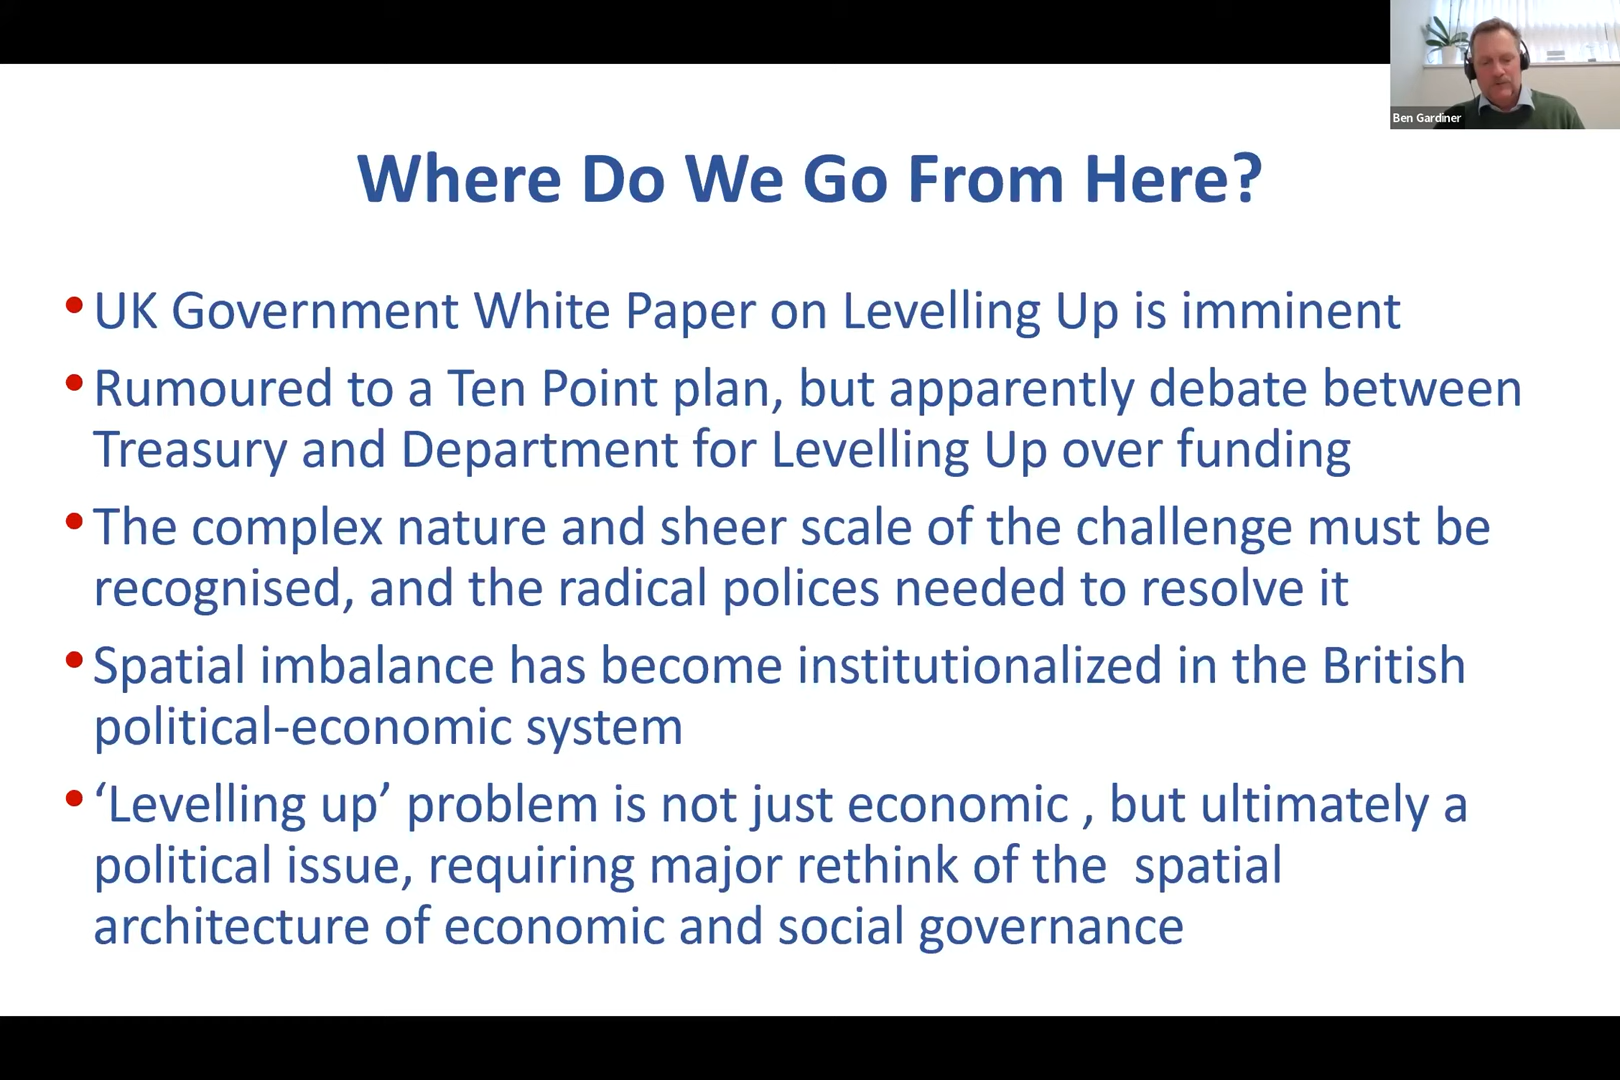 Ben Gardiner
Where Do We Go From Here?
• UK Government White Paper on Levelling Up is imminent
• Rumoured to a Ten Point plan, but apparently debate between
Treasury and Department for Levelling Up over funding
• The complex nature and sheer scale of the challenge must be
recognised, and the radical polices needed to resolve it
• Spatial imbalance has become institutionalized in the British
political-economic system
• ‘Levelling up’ problem is not just economic , but ultimately a
political issue, requiring major rethink of the  spatial
architecture of economic and social governance